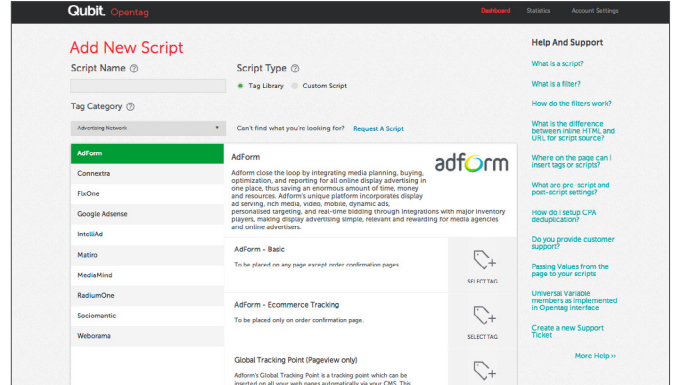 Qubit. Opentag
Dashboard
Statistics
Account Settings
Add New Script
Script Name ?
Script Type ?
Tag Library
Custom Script
Tag Category ?
Advertising Network
Can't find what you're looking for? Request A Script
AdForm
Connextra
FixOne
Google Adsense
IntelliAd
Matiro
MediaMind
RadiumOne
Sociomantic
Weborama
AdForm
adform
Adform close the loop by integrating media planning, buying,
optimization, and reporting for all online display advertising in
one place, thus saving an enormous amount of time, money
and resources. Adform's unique platform incorporates display
ad serving, rich media, video, mobile, dynamic ads,
personalised targeting, and real-time bidding through integrations with major inventory
players, making display advertising simple, relevant and rewarding for media agencies
and online advertisers.
AdForm - Basic
To be placed on any page except order confirmation pages.
SELECT TAG
AdForm - Ecommerce Tracking
To be placed only on order confirmation page.
SELECT TAG
Global Tracking Point (Pageview only)
Adform's Global Tracking Point is a tracking point which can be
inserted on all your web pages automatically via your CMS. This
Help And Support
What is a script?
What is a filter?
How do the filters work?
What is the difference
between inline HTML and
URL for script source?
Where on the page can I
insert tags or scripts?
What are pre-script and
post-script settings?
How do I setup CPA
deduplication?
Do you provide customer
support?
Passing Values from the
page to your scripts
Universal Variable
members as implemented
in Opentag interface
Create a new Support
Ticket
More Help »